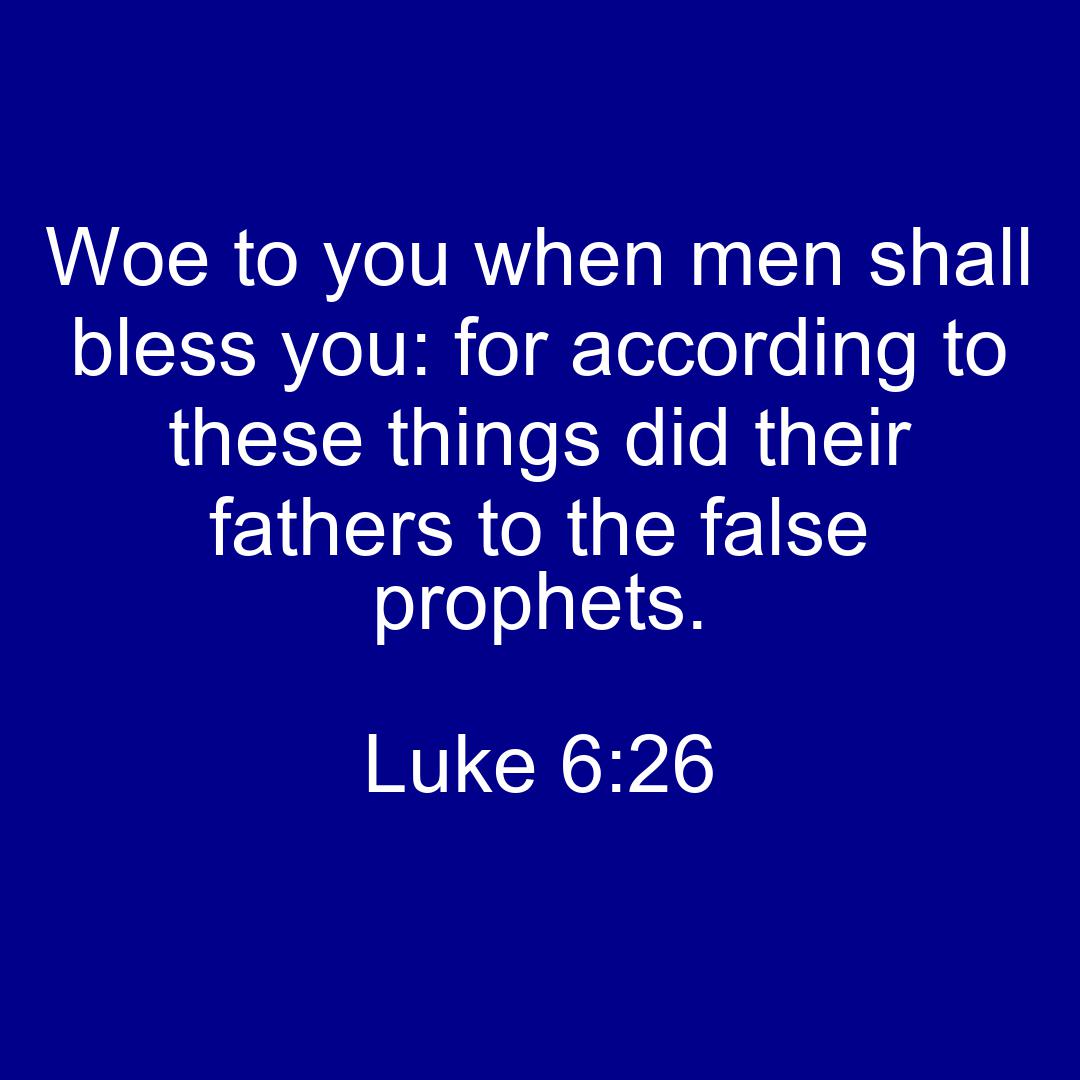 Woe to you when men shall
bless you: for according to
these things did their
fathers to the false
prophets.
Luke 6:26